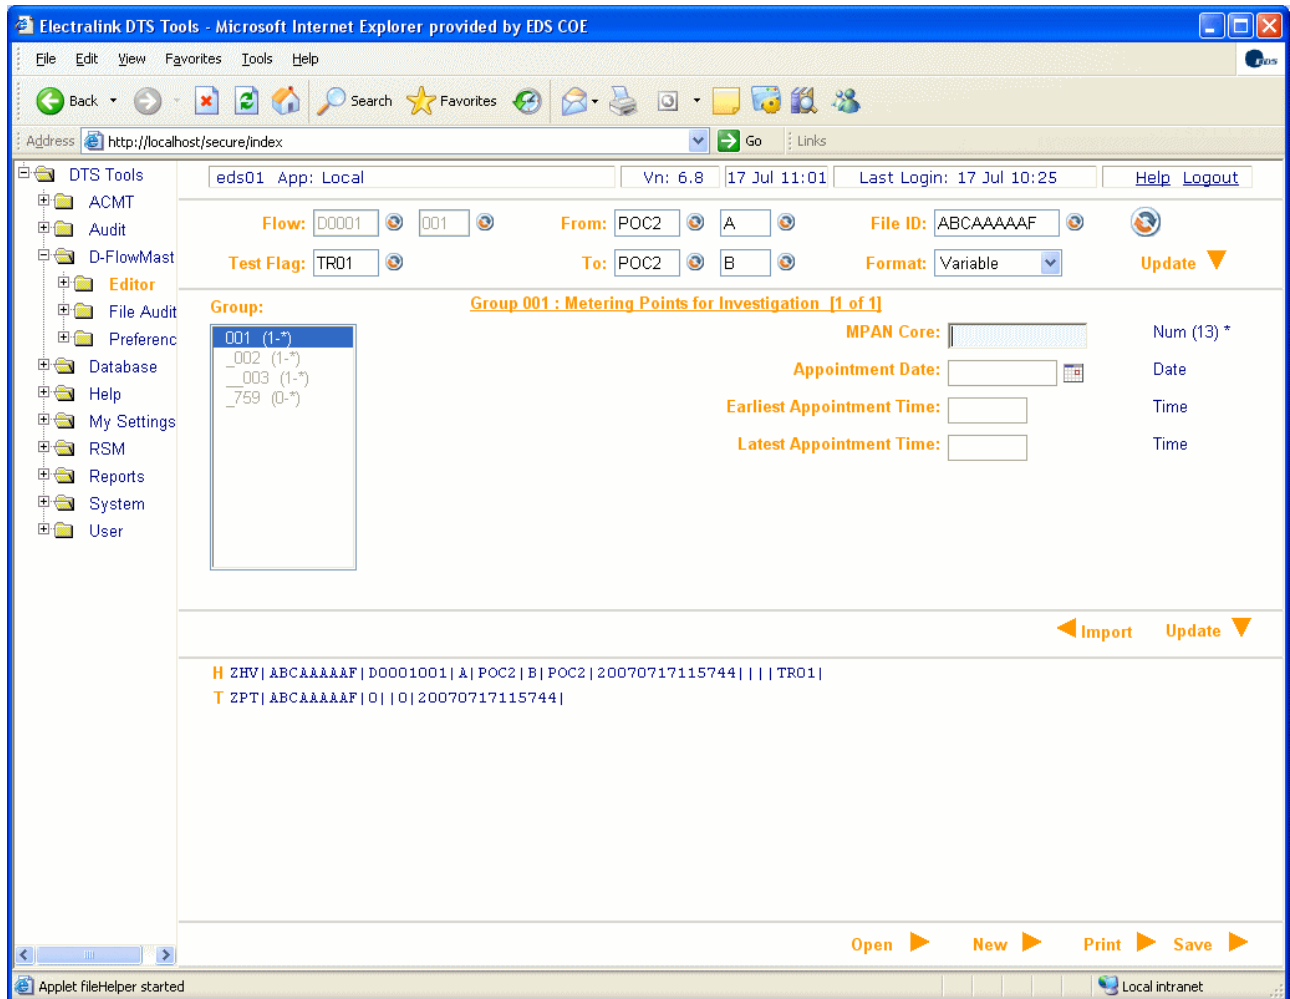 Electralink DTS Tools - Microsoft Internet Explorer provided by EDS COE
File Edit View Favorites Tools Help
Back Search Favorites
Address http://localhost/secure/index Go Links
DTS Tools
ACMT
Audit
D-FlowMast
Editor
File Audit
Preferenc
Database
Help
My Settings
RSM
Reports
System
User
eds01 App: Local Vn: 6.8 17 Jul 11:01 Last Login: 17 Jul 10:25 Help Logout
Flow: D0001 001 From: POC2 A File ID: ABCAAAAAF
Test Flag: TR01 To: POC2 B Format: Variable Update
Group: Group 001 : Metering Points for Investigation [1 of 1]
001 (1-*)
_002 (1-*)
__003 (1-*)
_759 (0-*)
MPAN Core: Num (13) *
Appointment Date: Date
Earliest Appointment Time: Time
Latest Appointment Time: Time
Import Update
H ZHV|ABCAAAAAF|D0001001|A|POC2|B|POC2|20070717115744||||TR01|
T ZPT|ABCAAAAAF|0||0|20070717115744|
Open New Print Save
Applet fileHelper started Local intranet